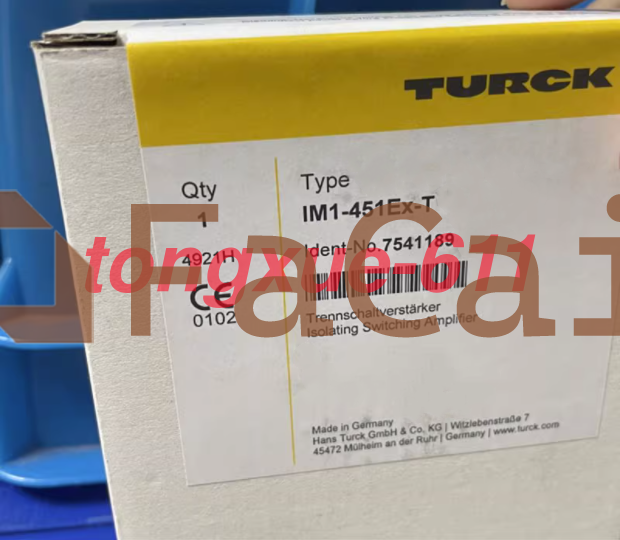 TURCK
Qty
1
4921H
CE
0102
Type
IM1-451Ex-T
Ident-No.7541189
Trennschaltverstärker
Isolating Switching Amplifier
Made in Germany
Hans Turck GmbH & Co. KG | Witzlebenstraße 7
45472 Mülheim an der Ruhr | Germany | www.turck.com
FaCai
tongxue-611